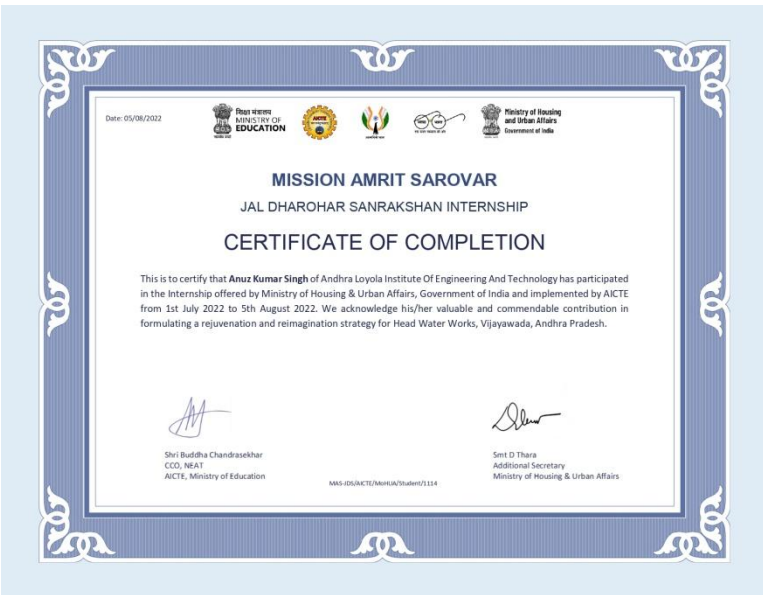 Date: 05/08/2022
शिक्षा मंत्रालय
MINISTRY OF
EDUCATION
AICTE
Ministry of Housing
and Urban Affairs
Government of India
MISSION AMRIT SAROVAR
JAL DHAROHAR SANRAKSHAN INTERNSHIP
CERTIFICATE OF COMPLETION
This is to certify that Anuz Kumar Singh of Andhra Loyola Institute Of Engineering And Technology has participated
in the Internship offered by Ministry of Housing & Urban Affairs, Government of India and implemented by AICTE
from 1st July 2022 to 5th August 2022. We acknowledge his/her valuable and commendable contribution in
formulating a rejuvenation and reimagination strategy for Head Water Works, Vijayawada, Andhra Pradesh.
Shri Buddha Chandrasekhar
CCO, NEAT
AICTE, Ministry of Education
Smt D Thara
Additional Secretary
Ministry of Housing & Urban Affairs
MAS-JDS/AICTE/MoHUA/Student/1114